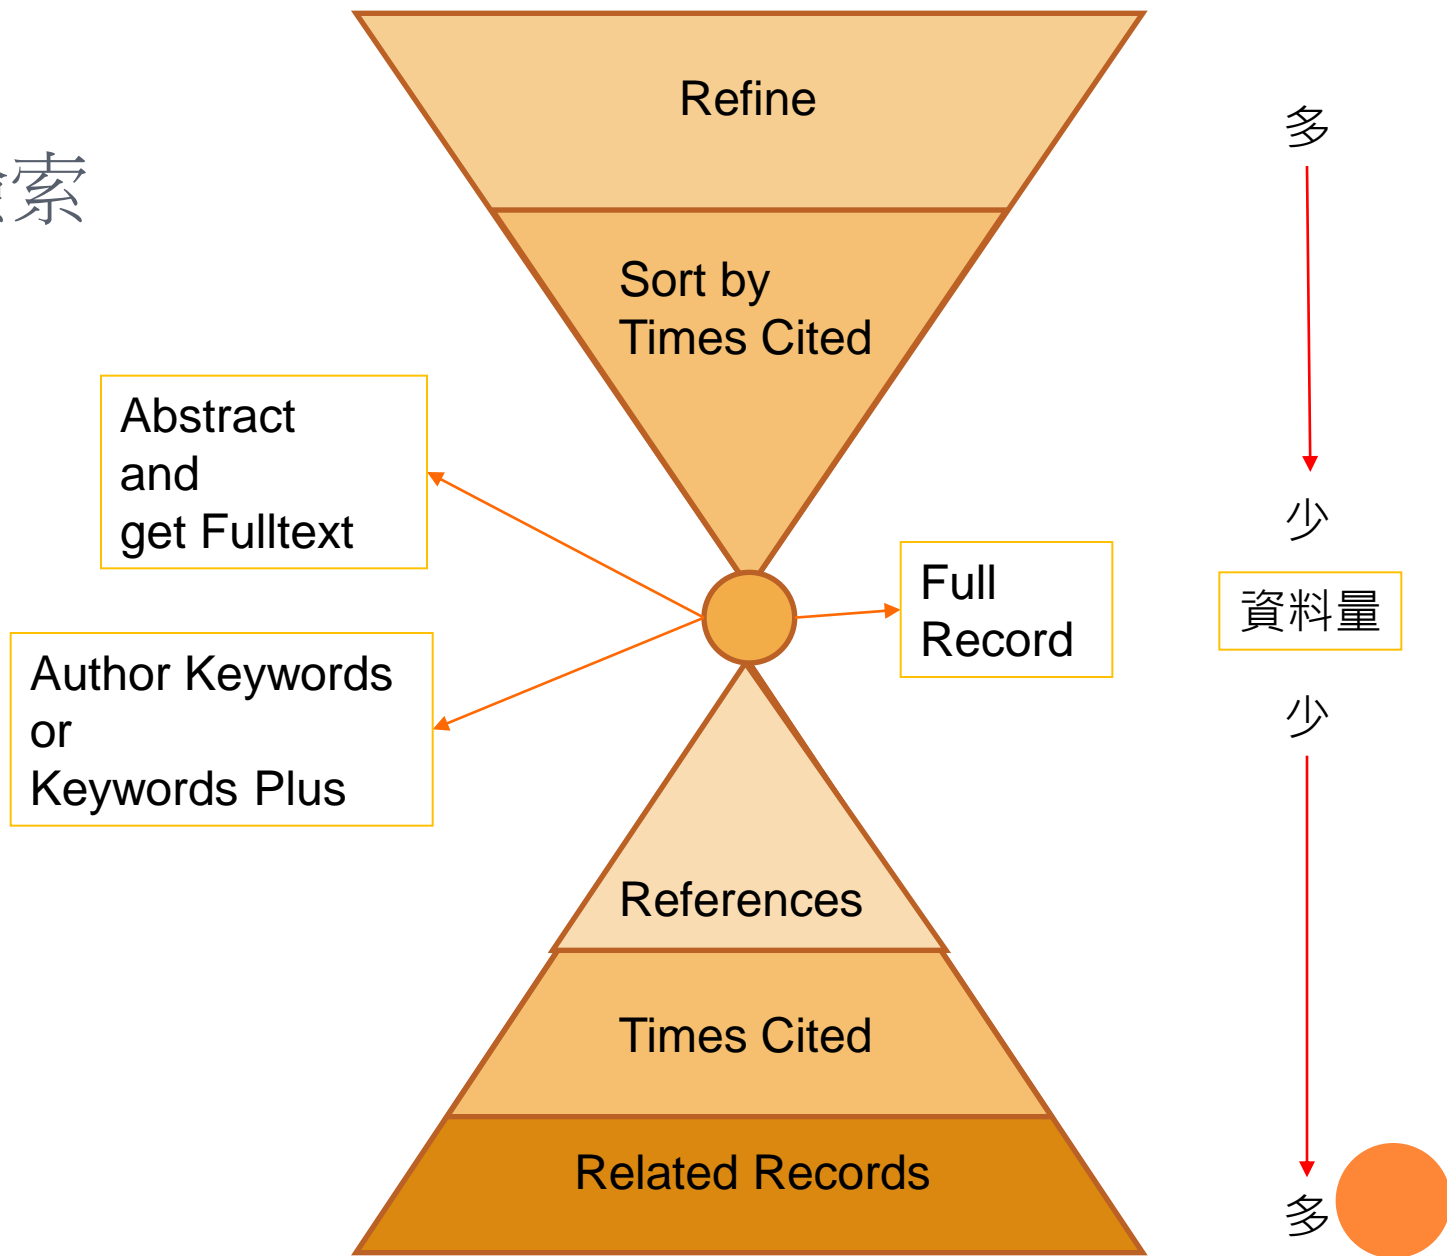 索
Refine
Sort by
Times Cited
Abstract
and
get Fulltext
Full
Record
Author Keywords
or
Keywords Plus
References
Times Cited
Related Records
多
少
資料量
少
多